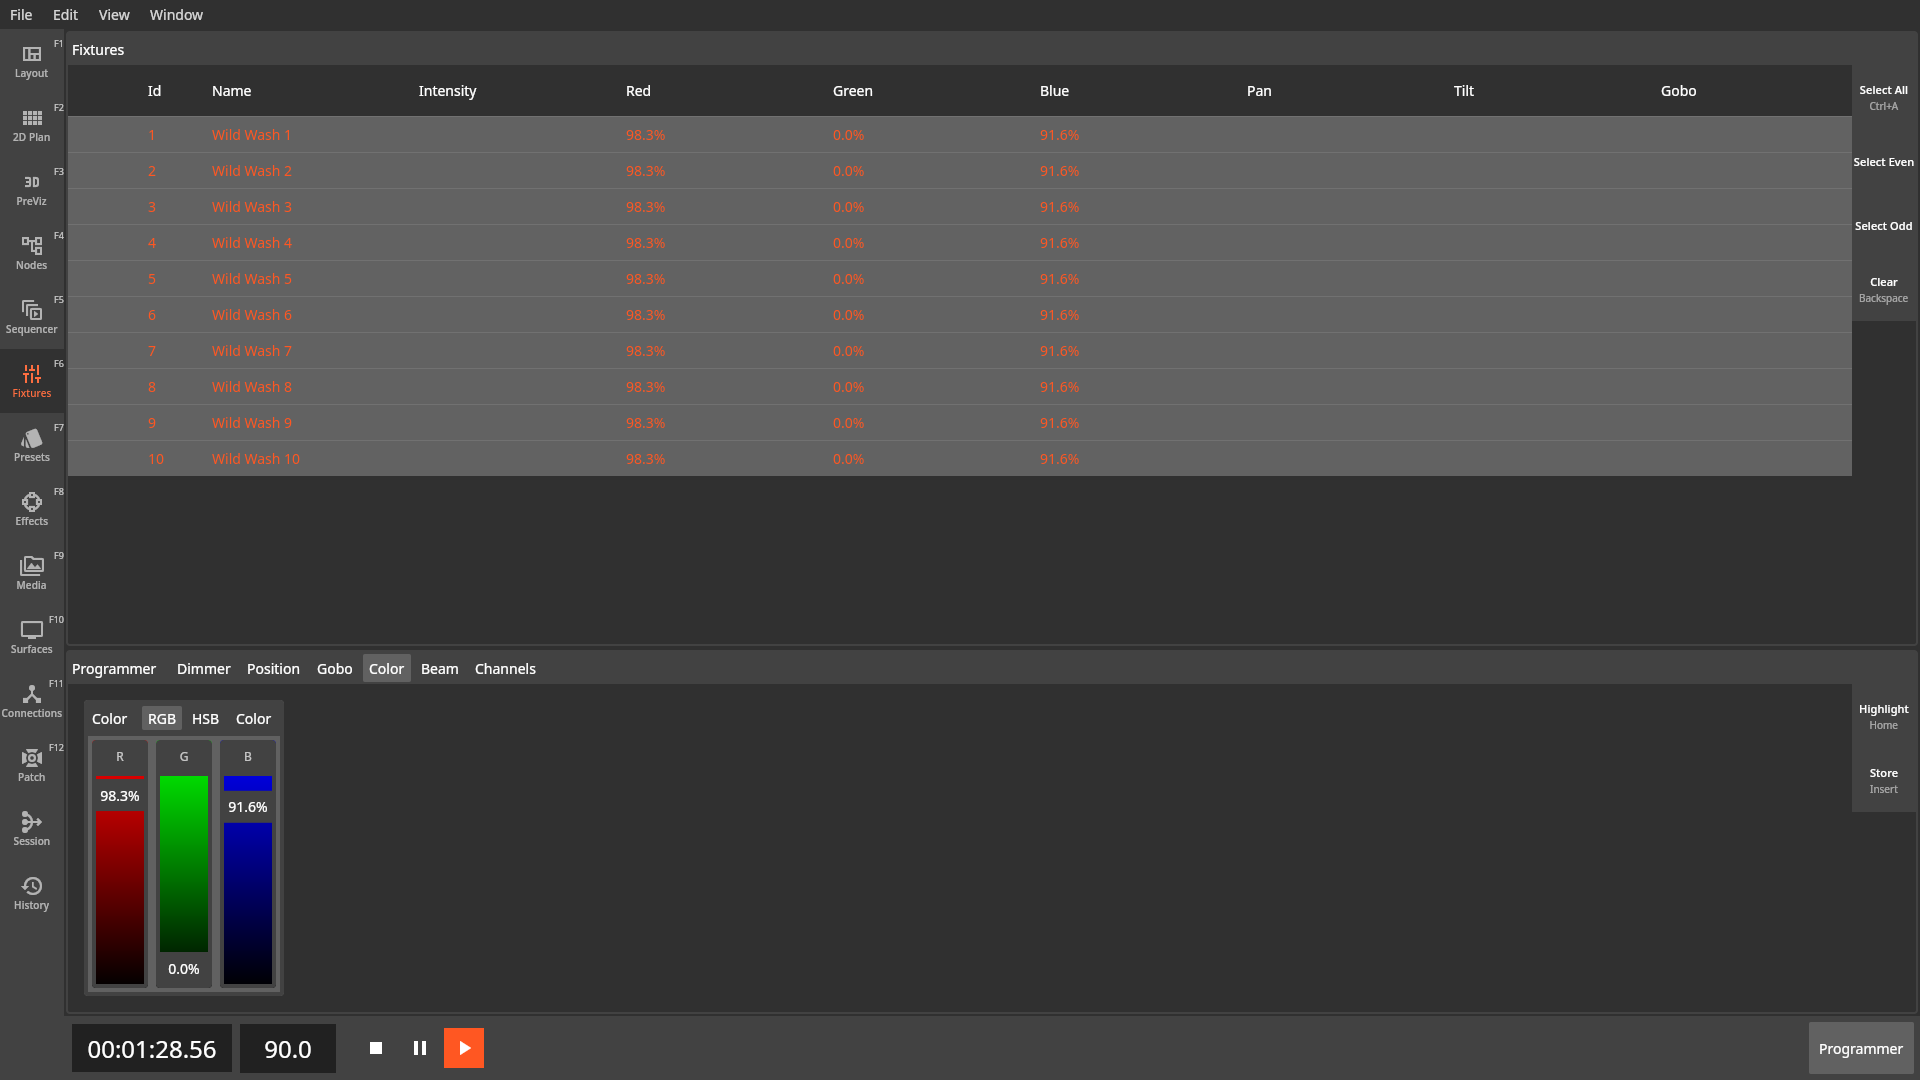 File Edit View Window
F1
Layout
F2
2D Plan
F3
3D
PreViz
F4
Nodes
F5
Sequencer
F6
Fixtures
F7
Presets
F8
Effects
F9
Media
F10
Surfaces
F11
Connections
F12
Patch
Session
History
Fixtures
Id Name Intensity Red Green Blue Pan Tilt Gobo
1 Wild Wash 1 98.3% 0.0% 91.6%
2 Wild Wash 2 98.3% 0.0% 91.6%
3 Wild Wash 3 98.3% 0.0% 91.6%
4 Wild Wash 4 98.3% 0.0% 91.6%
5 Wild Wash 5 98.3% 0.0% 91.6%
6 Wild Wash 6 98.3% 0.0% 91.6%
7 Wild Wash 7 98.3% 0.0% 91.6%
8 Wild Wash 8 98.3% 0.0% 91.6%
9 Wild Wash 9 98.3% 0.0% 91.6%
10 Wild Wash 10 98.3% 0.0% 91.6%
Select All
Ctrl+A
Select Even
Select Odd
Clear
Backspace
Programmer Dimmer Position Gobo Color Beam Channels
Color RGB HSB Color
R G B
98.3%
91.6%
0.0%
Highlight
Home
Store
Insert
00:01:28.56 90.0
Programmer